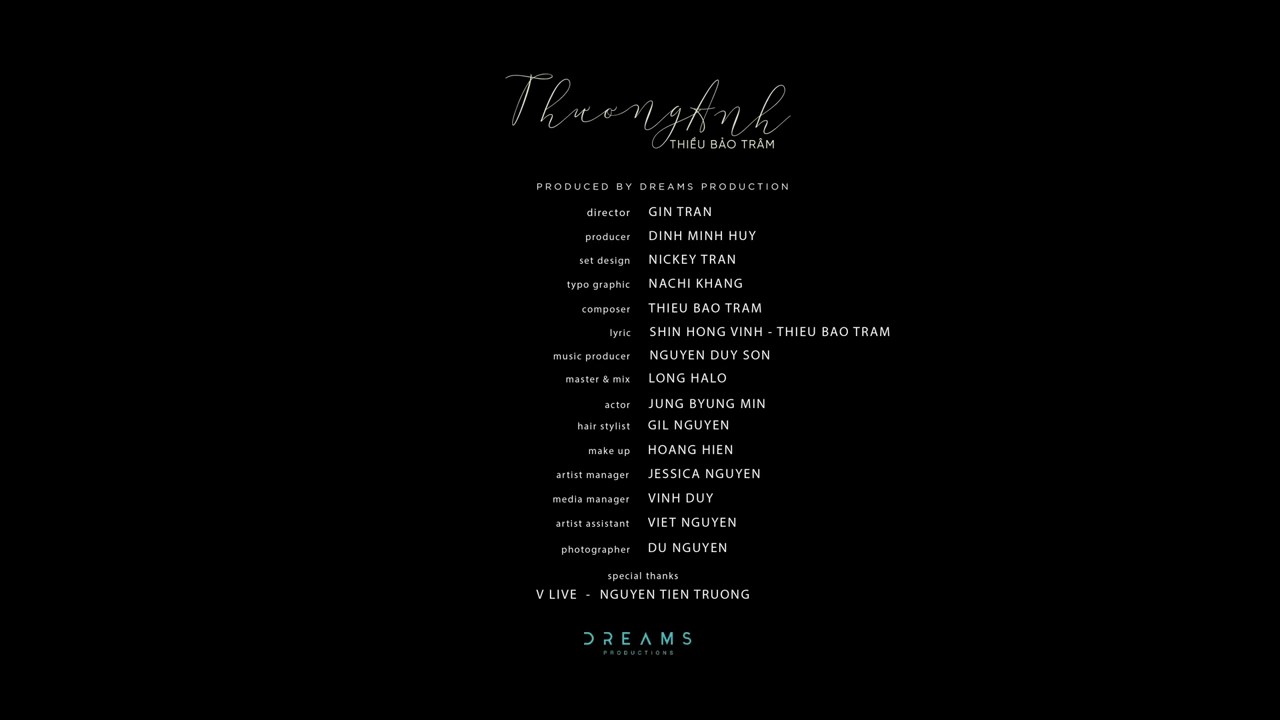 Thương Anh
THIỀU BẢO TRÂM
PRODUCED BY DREAMS PRODUCTION
director GIN TRAN
producer DINH MINH HUY
set design NICKEY TRAN
typo graphic NACHI KHANG
composer THIEU BAO TRAM
lyric SHIN HONG VINH - THIEU BAO TRAM
music producer NGUYEN DUY SON
master & mix LONG HALO
actor JUNG BYUNG MIN
hair stylist GIL NGUYEN
make up HOANG HIEN
artist manager JESSICA NGUYEN
media manager VINH DUY
artist assistant VIET NGUYEN
photographer DU NGUYEN
special thanks
V LIVE - NGUYEN TIEN TRUONG
DREAMS
PRODUCTIONS